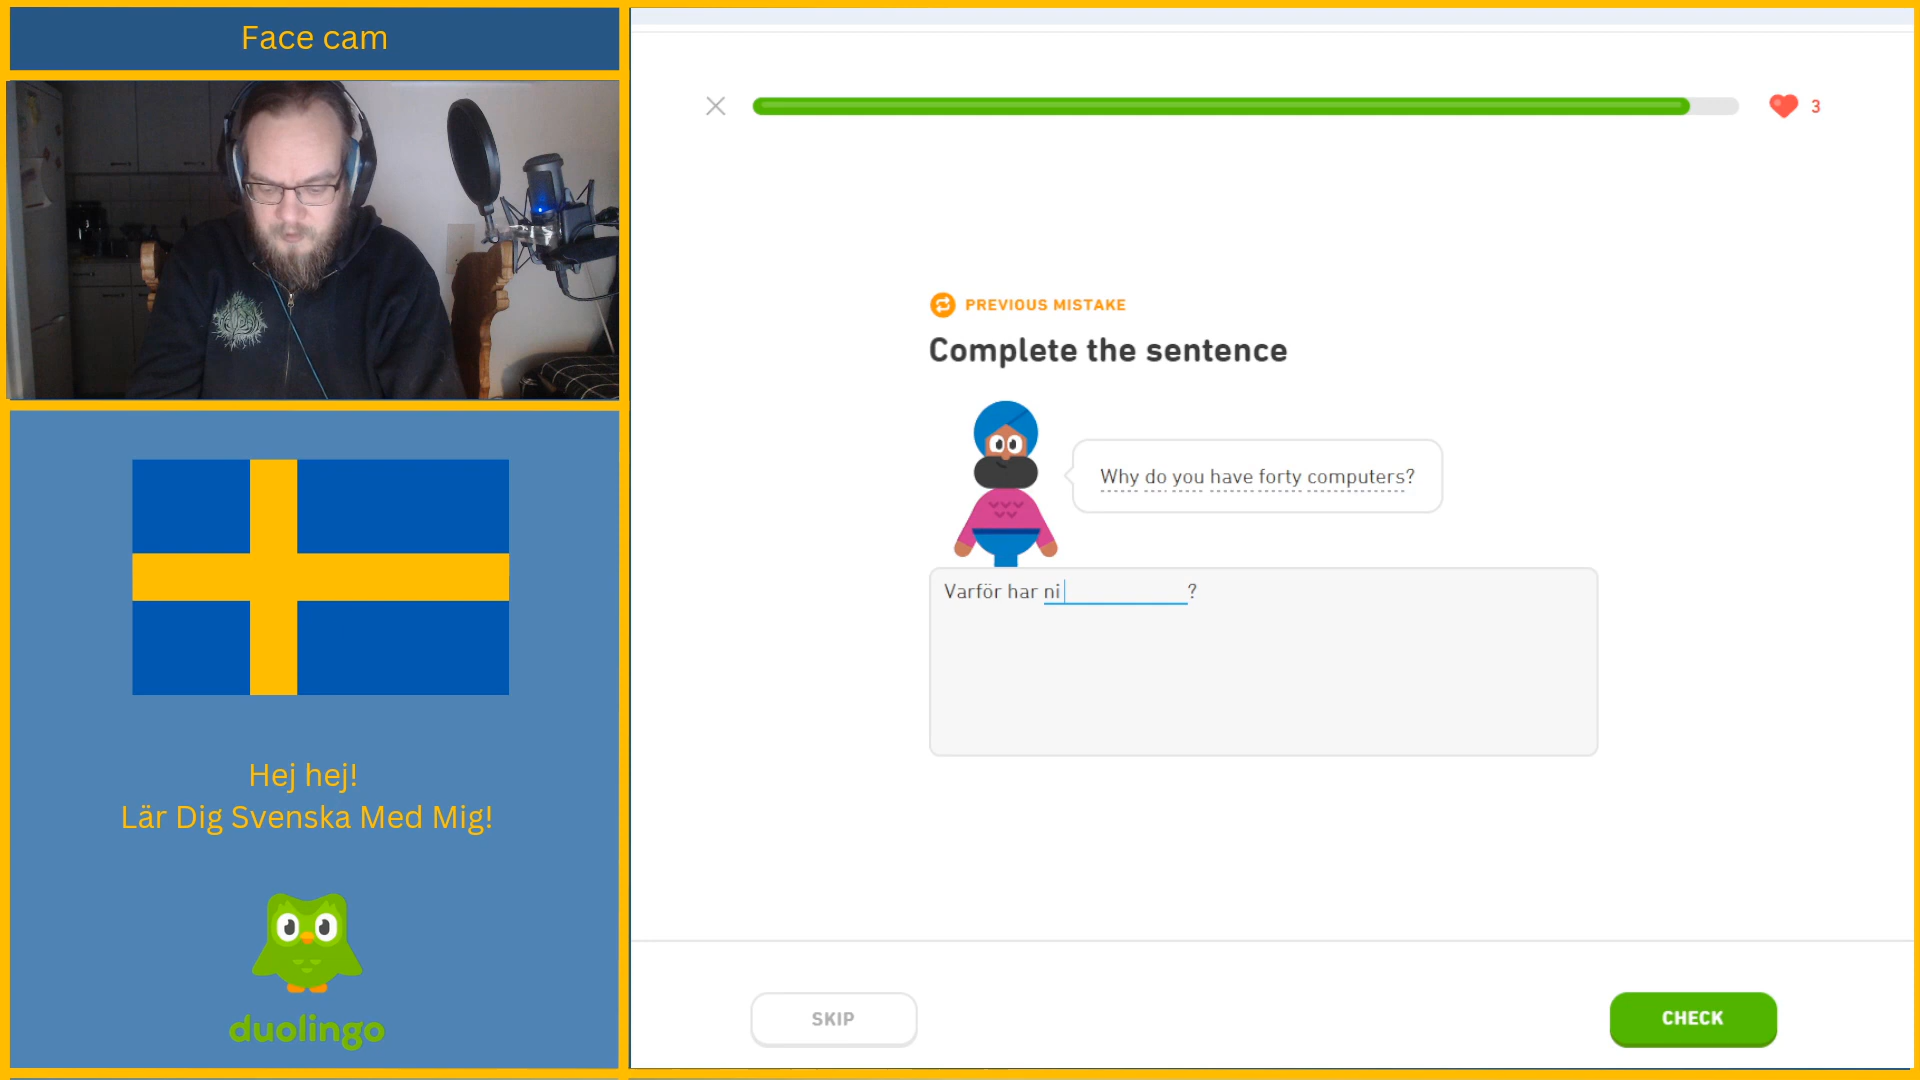 Face cam
3
PREVIOUS MISTAKE
Complete the sentence
Why do you have forty computers?
Varför har ni ?
Hej hej!
Lär Dig Svenska Med Mig!
duolingo
SKIP
CHECK